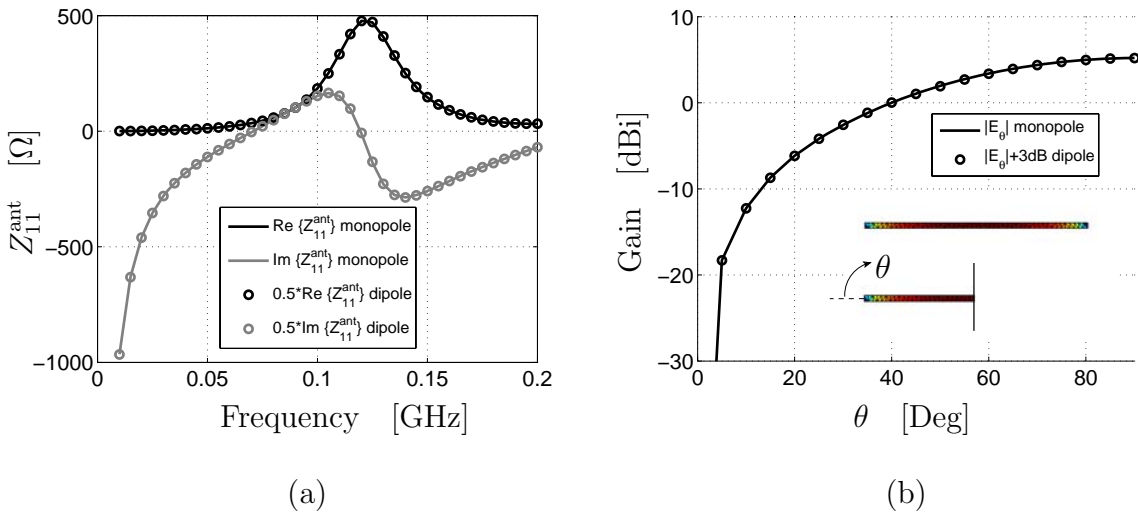 500
0
−500
−1000
Z₁₁ᵃⁿᵗ [Ω]
Re {Z₁₁ᵃⁿᵗ} monopole
Im {Z₁₁ᵃⁿᵗ} monopole
0.5*Re {Z₁₁ᵃⁿᵗ} dipole
0.5*Im {Z₁₁ᵃⁿᵗ} dipole
0 0.05 0.1 0.15 0.2
Frequency [GHz]
(a)
10
0
−10
−20
−30
Gain [dBi]
|E_θ| monopole
|E_θ|+3dB dipole
θ
0 20 40 60 80
θ [Deg]
(b)